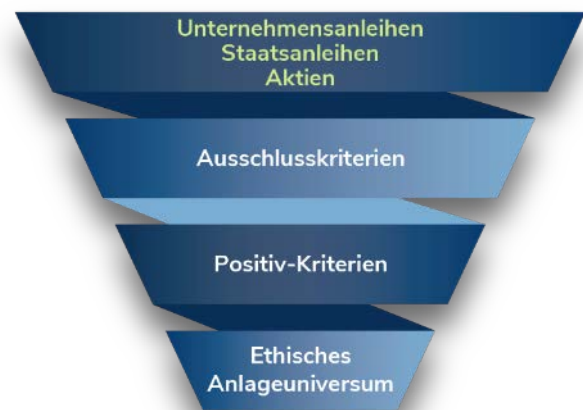 Unternehmensanleihen
Staatsanleihen
Aktien
Ausschlusskriterien
Positiv-Kriterien
Ethisches
Anlageuniversum